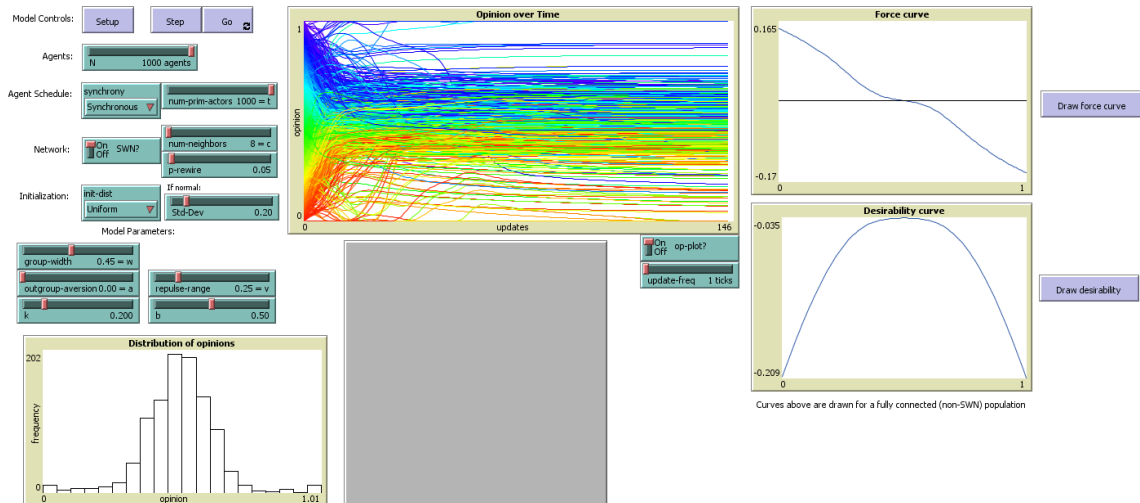 Model Controls:
Setup
Step
Go
Agents:
N 1000 agents
Agent Schedule:
synchrony
Synchronous
num-prim-actors 1000 = t
Network:
On
Off
SWN?
num-neighbors 8 = c
p-rewire 0.05
Initialization:
init-dist
Uniform
If normal:
Std-Dev 0.20
Model Parameters:
group-width 0.45 = w
outgroup-aversion 0.00 = a
repulse-range 0.25 = v
k 0.200
b 0.50
Distribution of opinions
202
frequency
0
0 opinion 1.01
Opinion over Time
1
opinion
0
0 updates 146
On
Off
op-plot?
update-freq 1 ticks
Force curve
0.165
-0.17
0 1
Draw force curve
Desirability curve
-0.035
-0.209
0 1
Draw desirability
Curves above are drawn for a fully connected (non-SWN) population